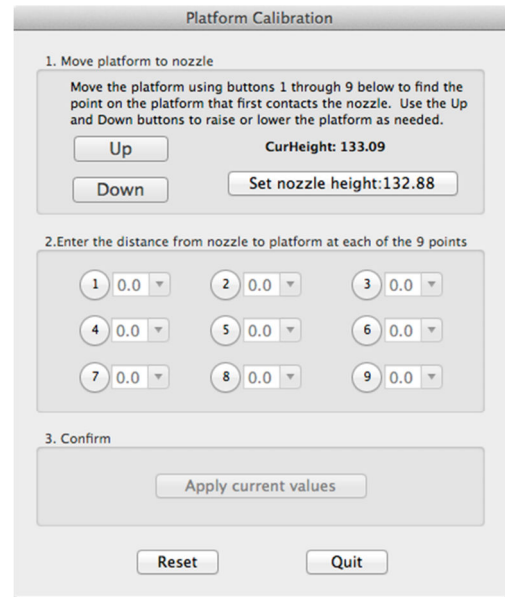 Platform Calibration
1. Move platform to nozzle
Move the platform using buttons 1 through 9 below to find the
point on the platform that first contacts the nozzle. Use the Up
and Down buttons to raise or lower the platform as needed.
Up
CurHeight: 133.09
Down
Set nozzle height:132.88
2.Enter the distance from nozzle to platform at each of the 9 points
1 0.0 2 0.0 3 0.0
4 0.0 5 0.0 6 0.0
7 0.0 8 0.0 9 0.0
3. Confirm
Apply current values
Reset Quit